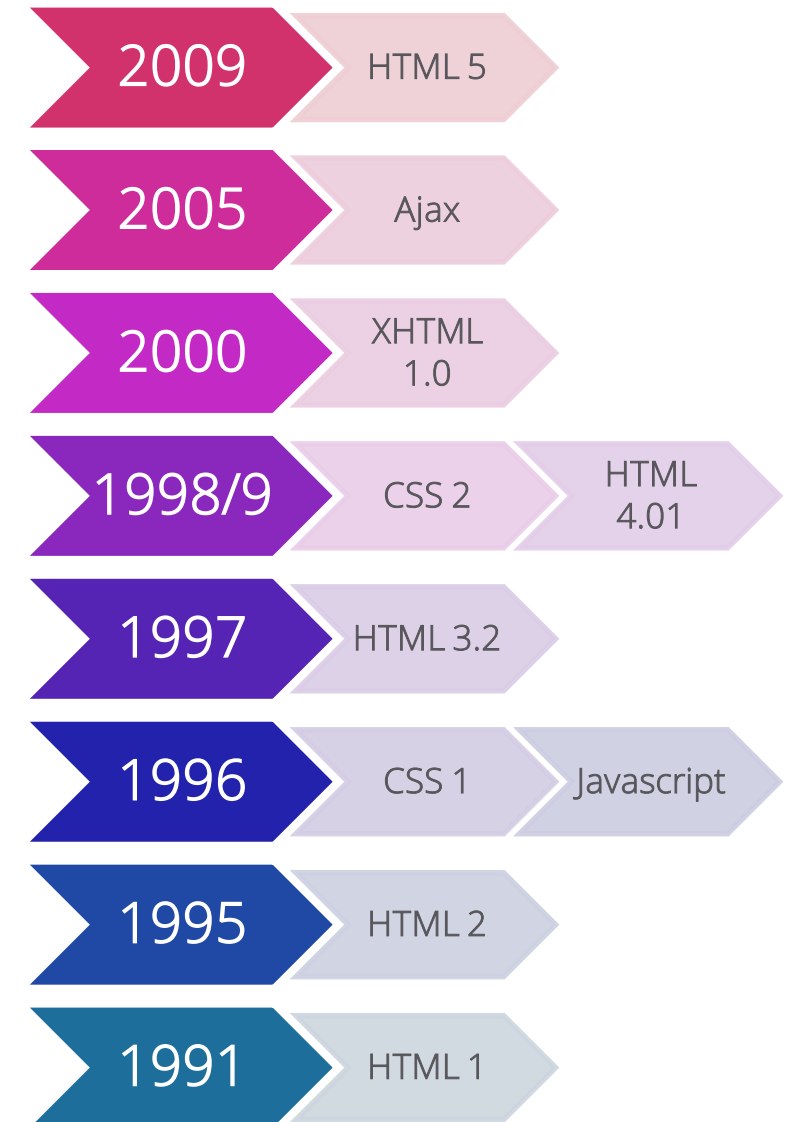 2009
HTML 5
2005
Ajax
2000
XHTML
1.0
1998/9
CSS 2
HTML
4.01
1997
HTML 3.2
1996
CSS 1
Javascript
1995
HTML 2
1991
HTML 1